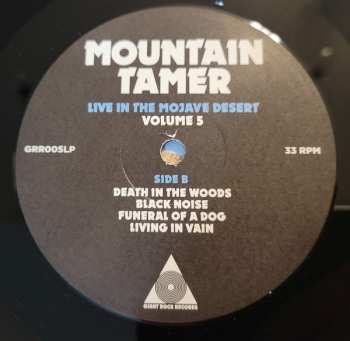 MOUNTAIN
TAMER
LIVE IN THE MOJAVE DESERT
VOLUME 5
GRR005LP
33 RPM
SIDE B
DEATH IN THE WOODS
BLACK NOISE
FUNERAL OF A DOG
LIVING IN VAIN
GIANT ROCK RECORDS